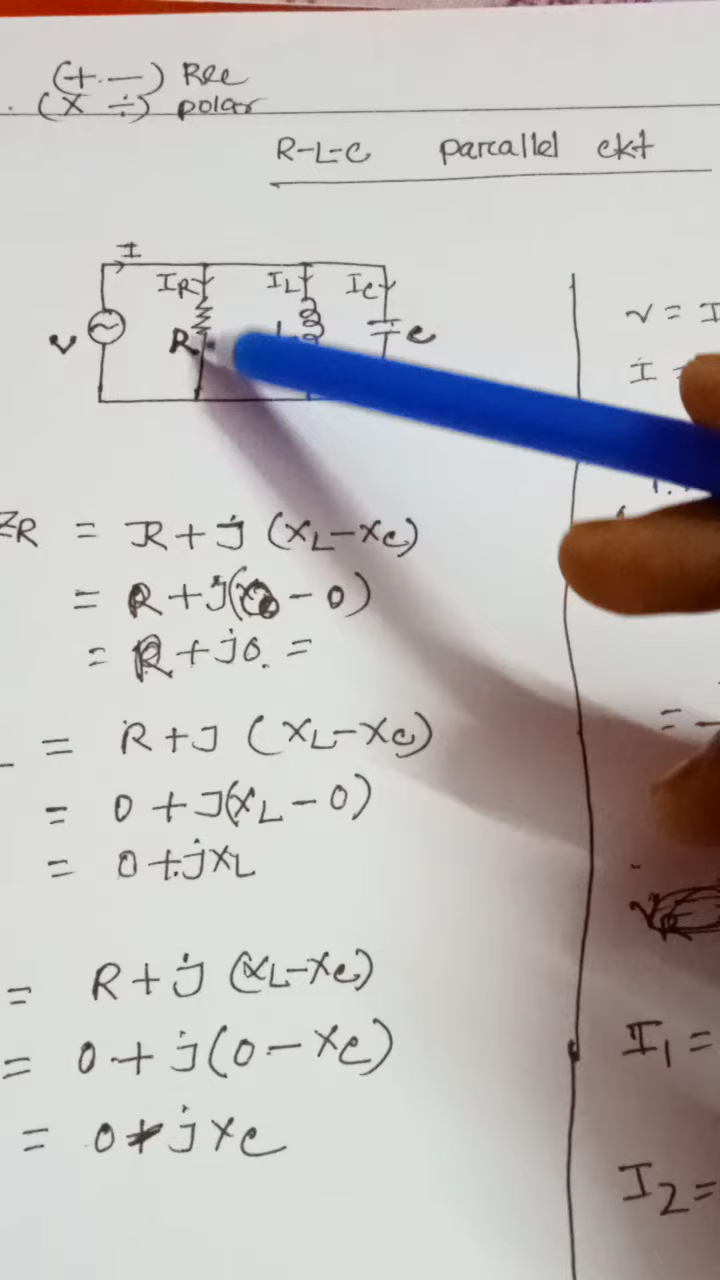 (+ -) Rec
. (× ÷) polar
R-L-C parallel ckt
I
IR IL IC
V R C
ZR = R+j (XL-XC)
= R+j( - 0)
= R+j0. =
= R+J (XL-XC)
= 0+J(XL-0)
= 0+jXL
= R+j (XL-XC)
= 0+j(0-XC)
= 0+jXC
V = I
I =
=
I1 =
I2 =